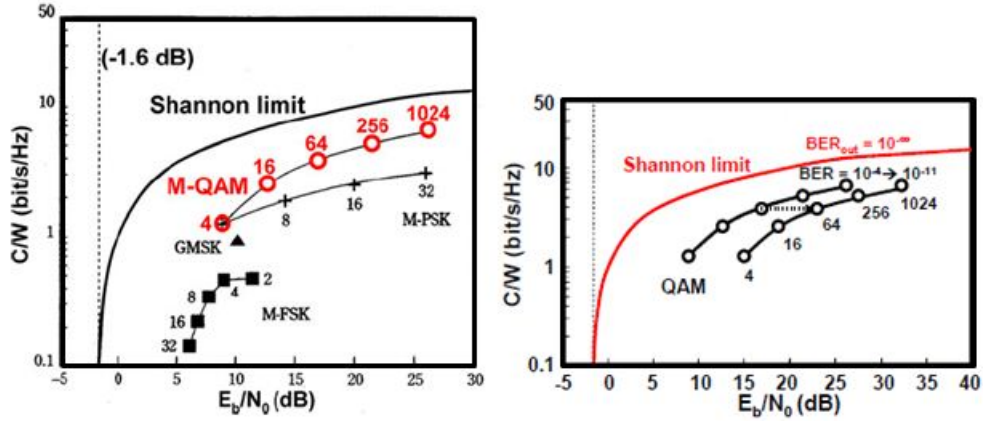 50
(-1.6 dB)
Shannon limit
10
1024
256
64
16
M-QAM
32
16
8
M-PSK
4
1
GMSK
2
4
8
M-FSK
16
32
0.1
-5 0 5 10 15 20 25 30
C/W (bit/s/Hz)
E_b/N_0 (dB)
50
BER_out = 10^-∞
Shannon limit
10
BER = 10^-4 → 10^-11
1024
256
64
16
4
QAM
1
0.1
-5 0 5 10 15 20 25 30 35 40
C/W (bit/s/Hz)
E_b/N_0 (dB)